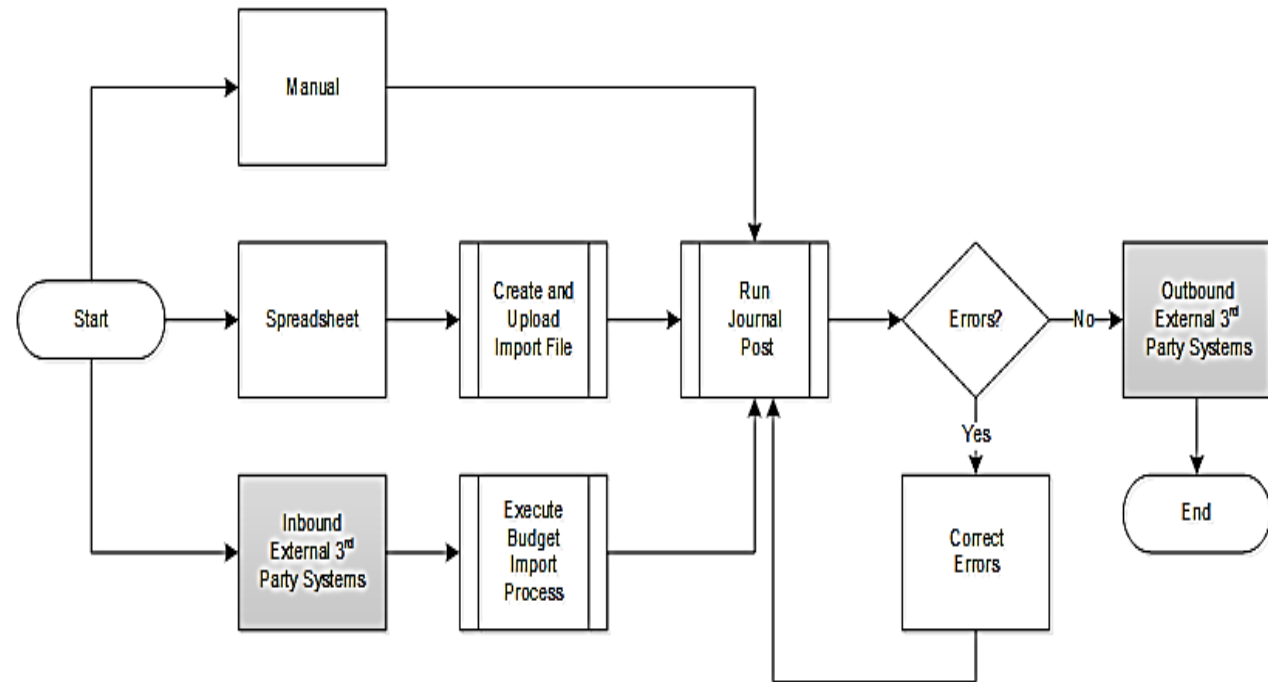 Manual
Start
Spreadsheet
Create and
Upload
Import File
Run
Journal
Post
Errors?
No
Outbound
External 3rd
Party Systems
Yes
Inbound
External 3rd
Party Systems
Execute
Budget
Import
Process
Correct
Errors
End